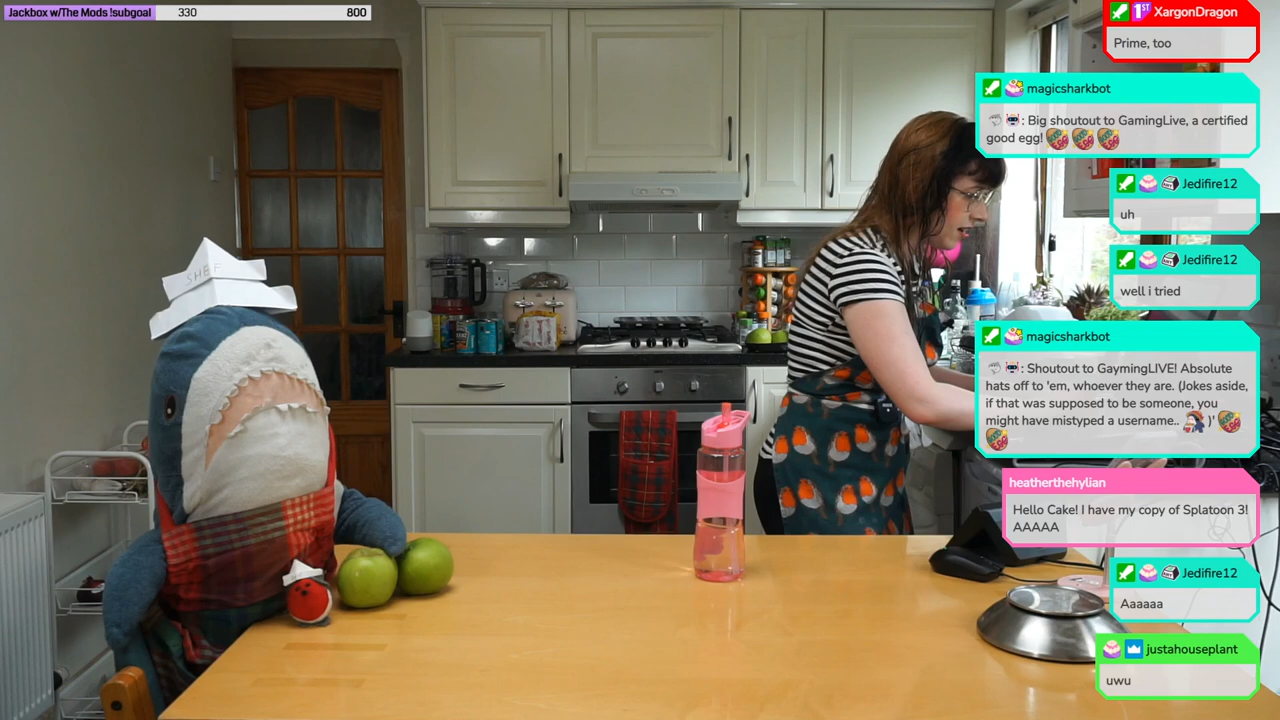 Jackbox w/The Mods !subgoal 330 800
SHEF
XargonDragon
Prime, too
magicsharkbot
: Big shoutout to GamingLive, a certified
good egg!
Jedifire12
uh
Jedifire12
well i tried
magicsharkbot
: Shoutout to GaymingLIVE! Absolute
hats off to 'em, whoever they are. (Jokes aside,
if that was supposed to be someone, you
might have mistyped a username.. )'
heatherthehylian
Hello Cake! I have my copy of Splatoon 3!
AAAAA
Jedifire12
Aaaaaa
justahouseplant
uwu